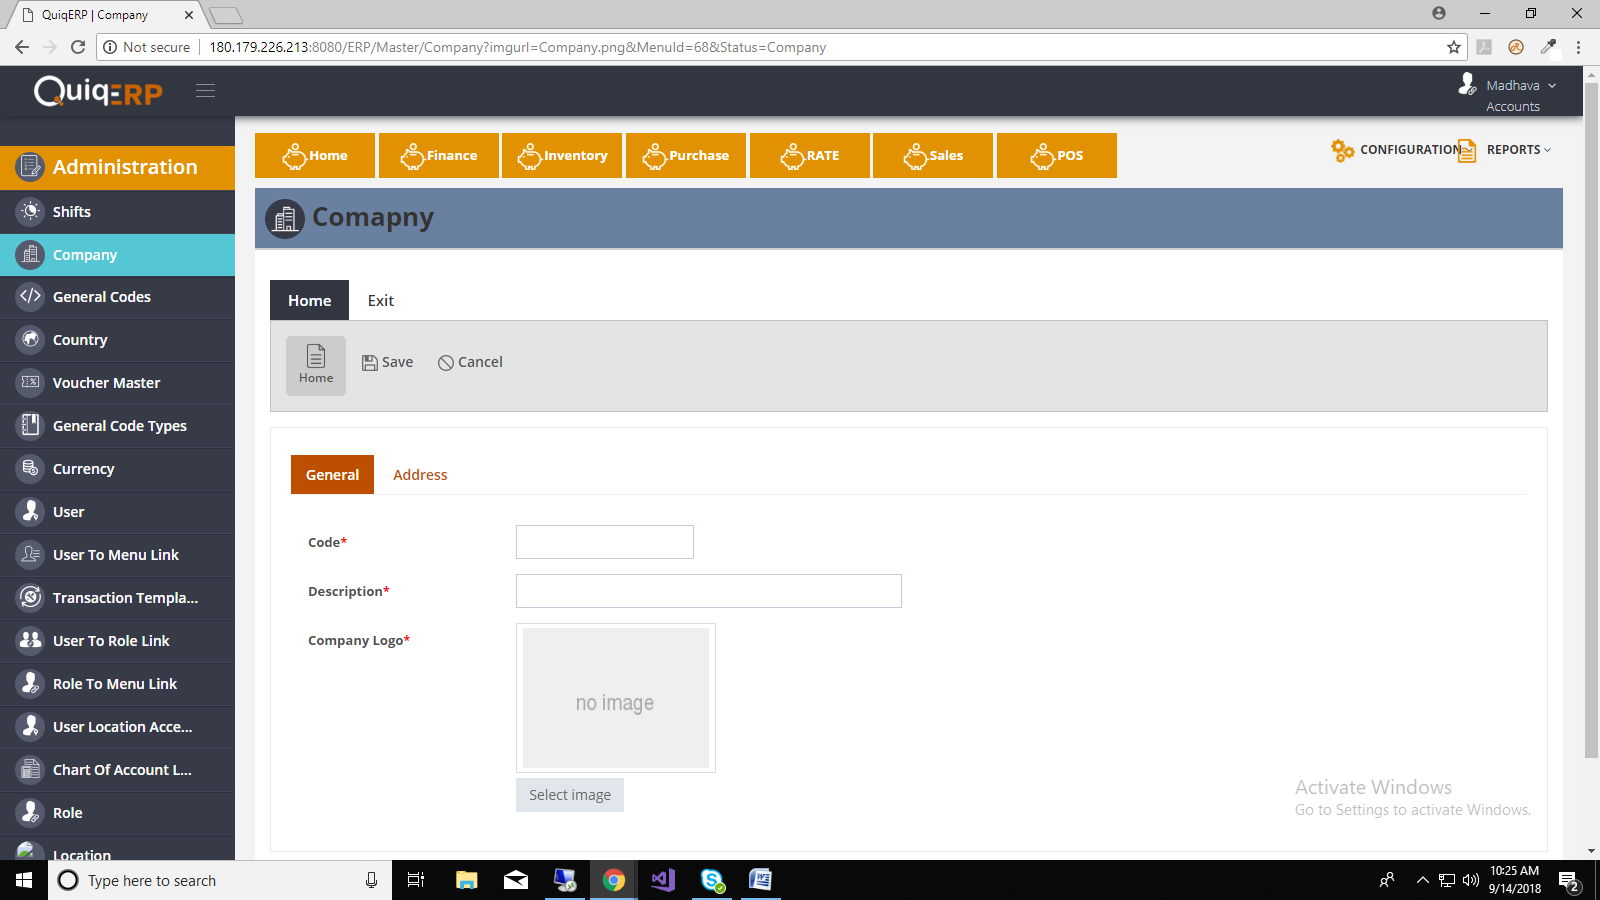 QuiqERP | Company
Not secure
180.179.226.213:8080/ERP/Master/Company?imgurl=Company.png&MenuId=68&Status=Company
QuiqERP
Madhava
Accounts
Home
Finance
Inventory
Purchase
RATE
Sales
POS
CONFIGURATION
REPORTS
Administration
Shifts
Company
General Codes
Country
Voucher Master
General Code Types
Currency
User
User To Menu Link
Transaction Templa...
User To Role Link
Role To Menu Link
User Location Acce...
Chart Of Account L...
Role
Location
Comapny
Home
Exit
Home
Save
Cancel
General
Address
Code*
Description*
Company Logo*
no image
Select image
Activate Windows
Go to Settings to activate Windows.
Type here to search
10:25 AM
9/14/2018
2